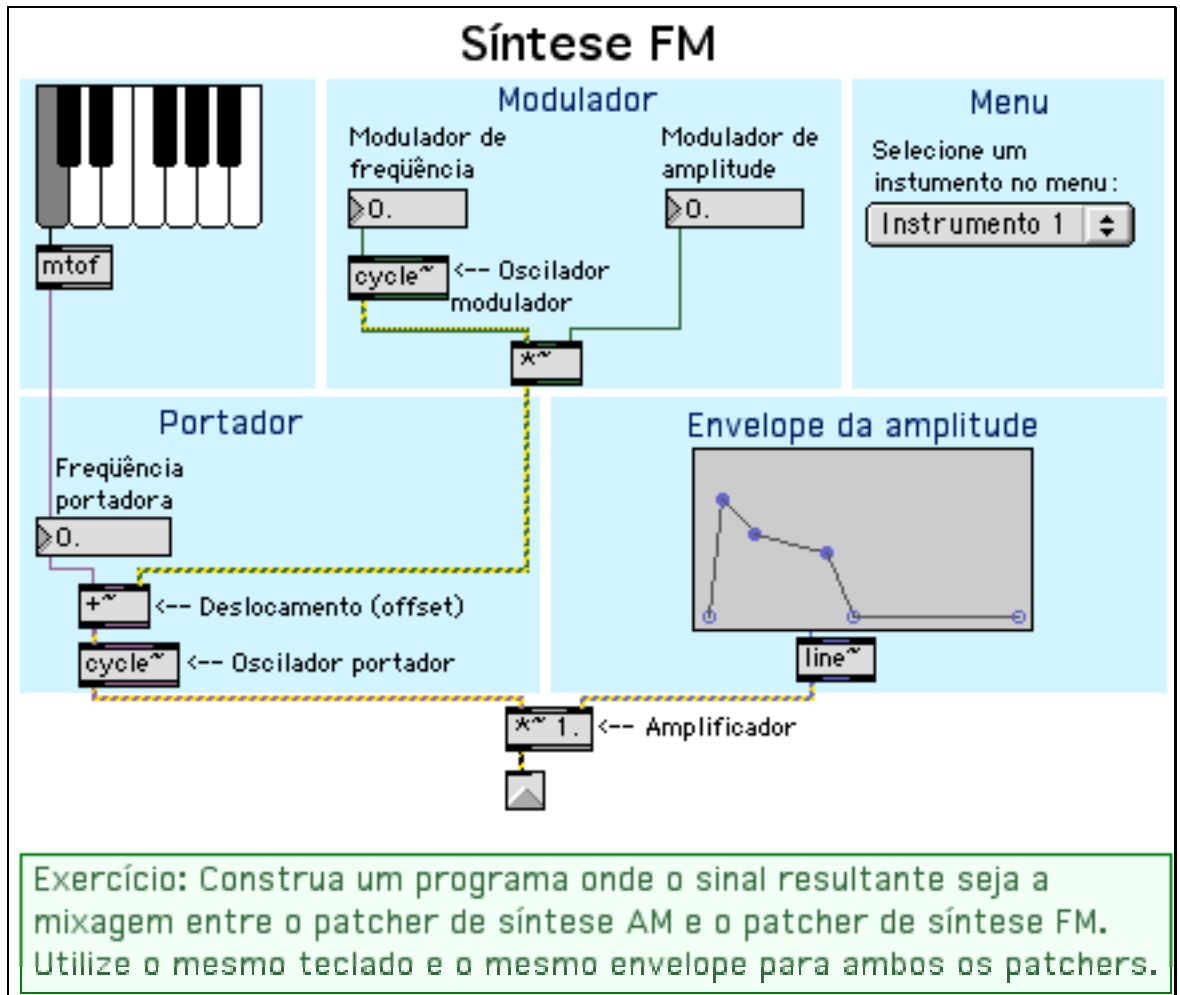 Síntese FM
Modulador
Modulador de
freqüência
0.
Modulador de
amplitude
0.
Menu
Selecione um
instumento no menu:
Instrumento 1
mtof
cycle~
<-- Oscilador
modulador
*~
Portador
Freqüência
portadora
0.
+~
<-- Deslocamento (offset)
cycle~
<-- Oscilador portador
Envelope da amplitude
line~
*~ 1.
<-- Amplificador
Exercício: Construa um programa onde o sinal resultante seja a
mixagem entre o patcher de síntese AM e o patcher de síntese FM.
Utilize o mesmo teclado e o mesmo envelope para ambos os patchers.